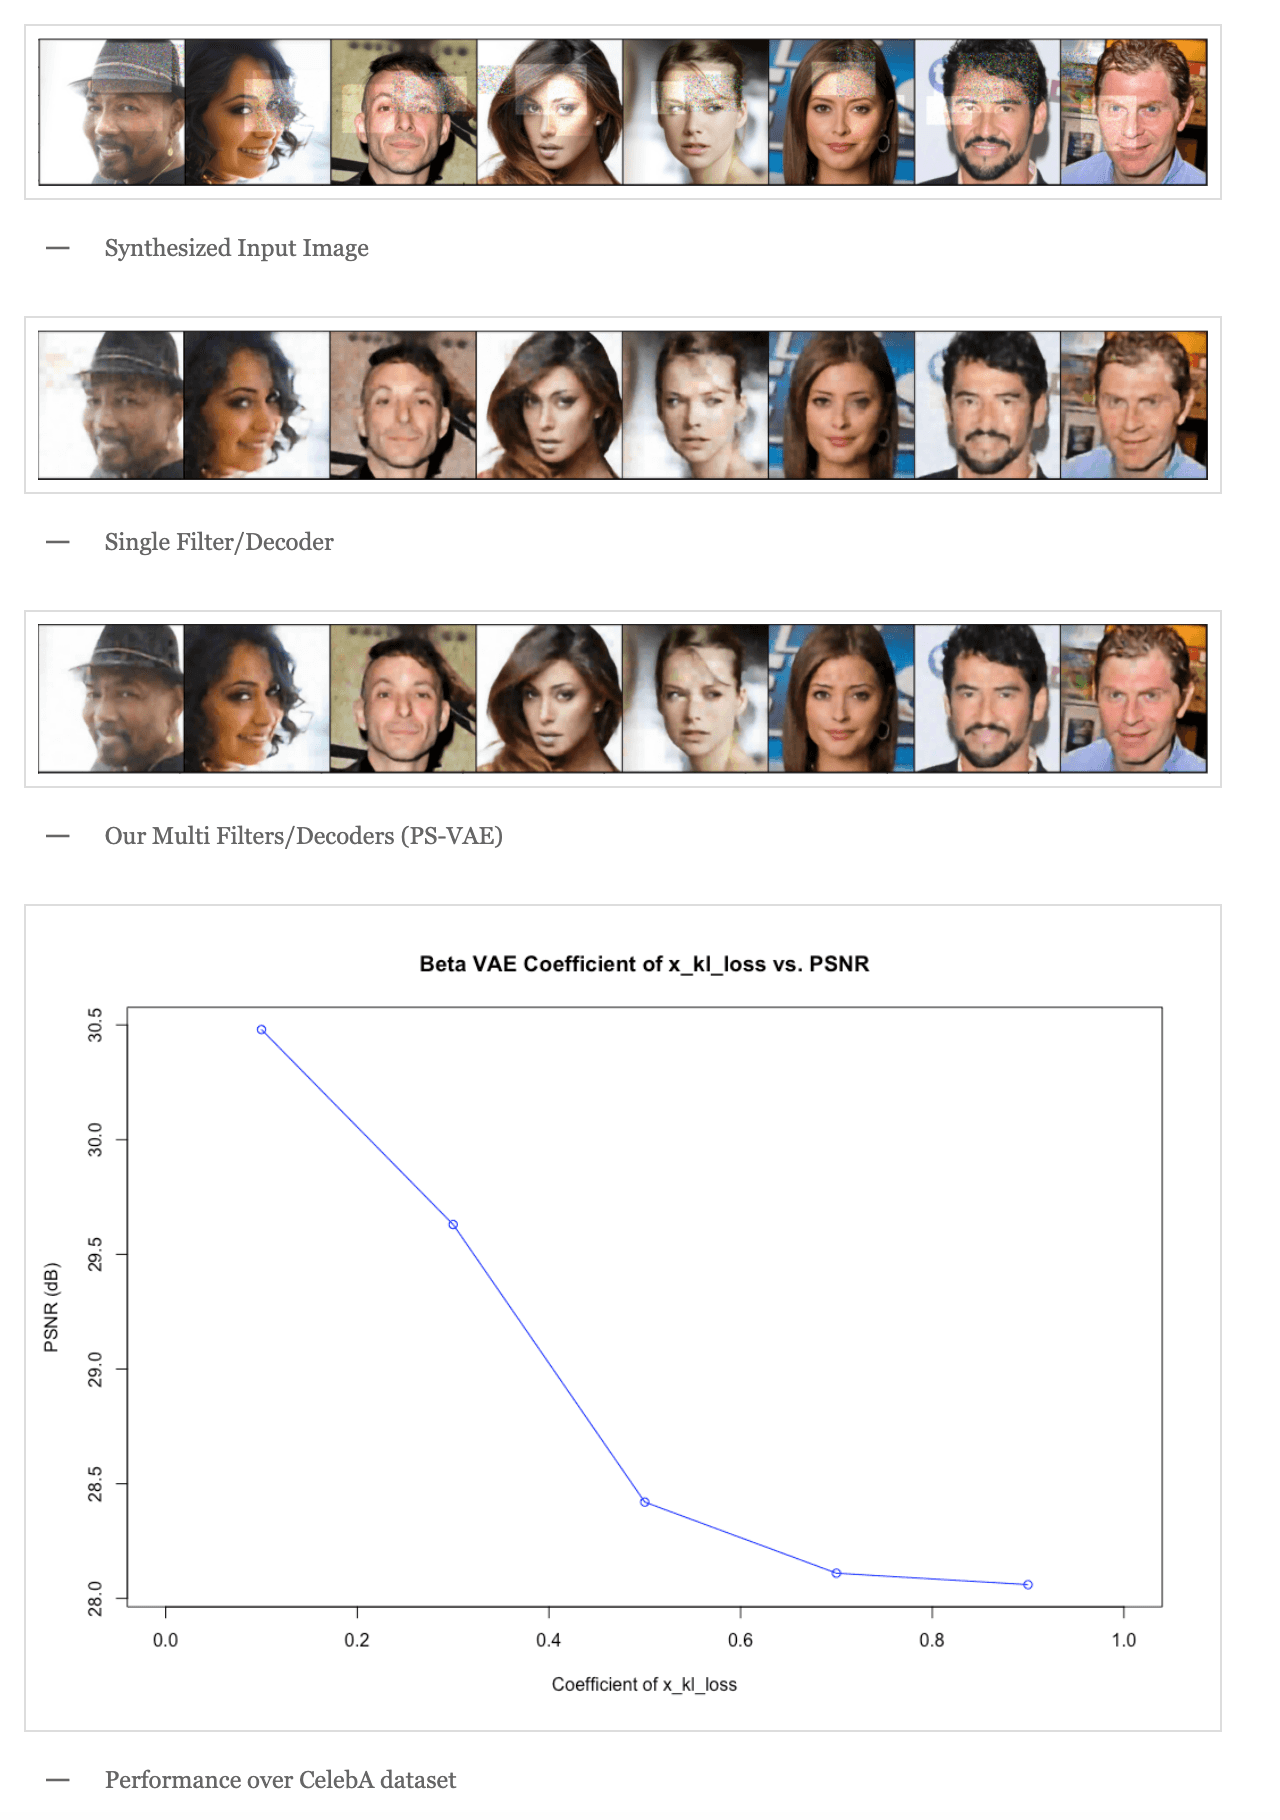 — Synthesized Input Image
— Single Filter/Decoder
— Our Multi Filters/Decoders (PS-VAE)
Beta VAE Coefficient of x_kl_loss vs. PSNR
30.5
30.0
29.5
29.0
28.5
28.0
PSNR (dB)
0.0 0.2 0.4 0.6 0.8 1.0
Coefficient of x_kl_loss
— Performance over CelebA dataset